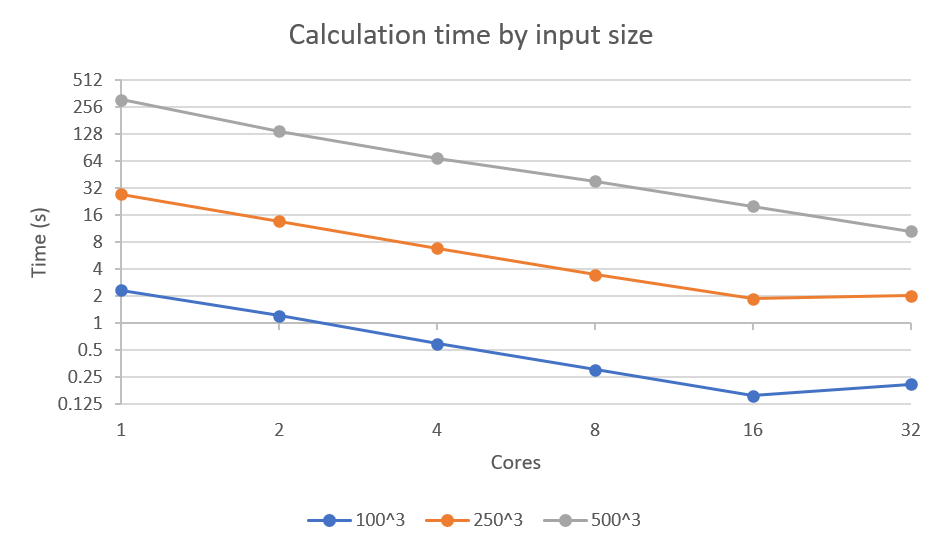 Calculation time by input size
512
256
128
64
32
16
8
4
2
1
0.5
0.25
0.125
Time (s)
1 2 4 8 16 32
Cores
100^3 250^3 500^3